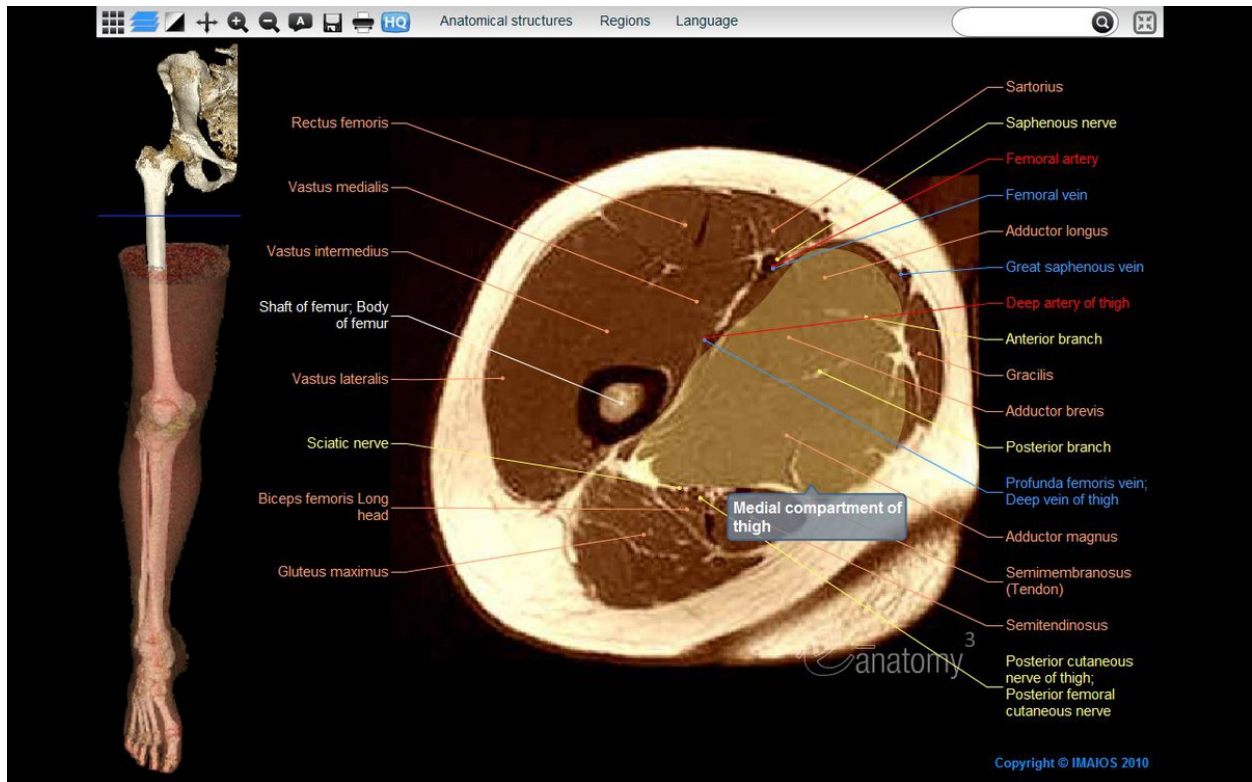 A
HQ
Anatomical structures
Regions
Language
Rectus femoris
Vastus medialis
Vastus intermedius
Shaft of femur; Body
of femur
Vastus lateralis
Sciatic nerve
Biceps femoris Long
head
Gluteus maximus
Medial compartment of
thigh
Sartorius
Saphenous nerve
Femoral artery
Femoral vein
Adductor longus
Great saphenous vein
Deep artery of thigh
Anterior branch
Gracilis
Adductor brevis
Posterior branch
Profunda femoris vein;
Deep vein of thigh
Adductor magnus
Semimembranosus
(Tendon)
Semitendinosus
Posterior cutaneous
nerve of thigh;
Posterior femoral
cutaneous nerve
e-anatomy 3
Copyright © IMAIOS 2010